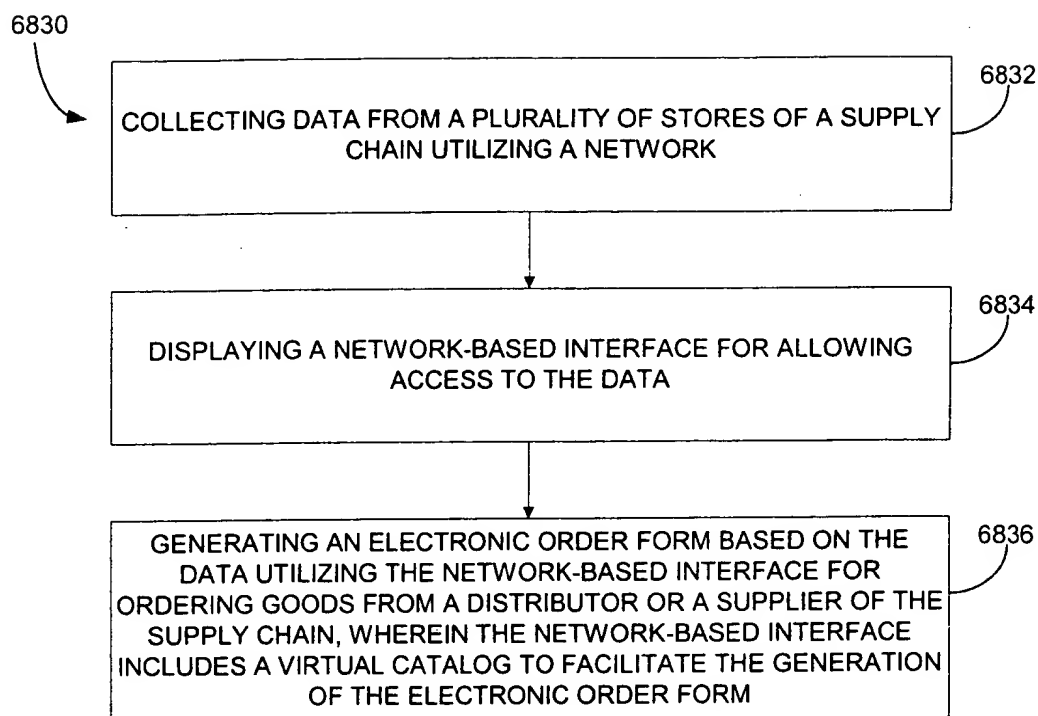 6830
6832
COLLECTING DATA FROM A PLURALITY OF STORES OF A SUPPLY
CHAIN UTILIZING A NETWORK
6834
DISPLAYING A NETWORK-BASED INTERFACE FOR ALLOWING
ACCESS TO THE DATA
6836
GENERATING AN ELECTRONIC ORDER FORM BASED ON THE
DATA UTILIZING THE NETWORK-BASED INTERFACE FOR
ORDERING GOODS FROM A DISTRIBUTOR OR A SUPPLIER OF THE
SUPPLY CHAIN, WHEREIN THE NETWORK-BASED INTERFACE
INCLUDES A VIRTUAL CATALOG TO FACILITATE THE GENERATION
OF THE ELECTRONIC ORDER FORM